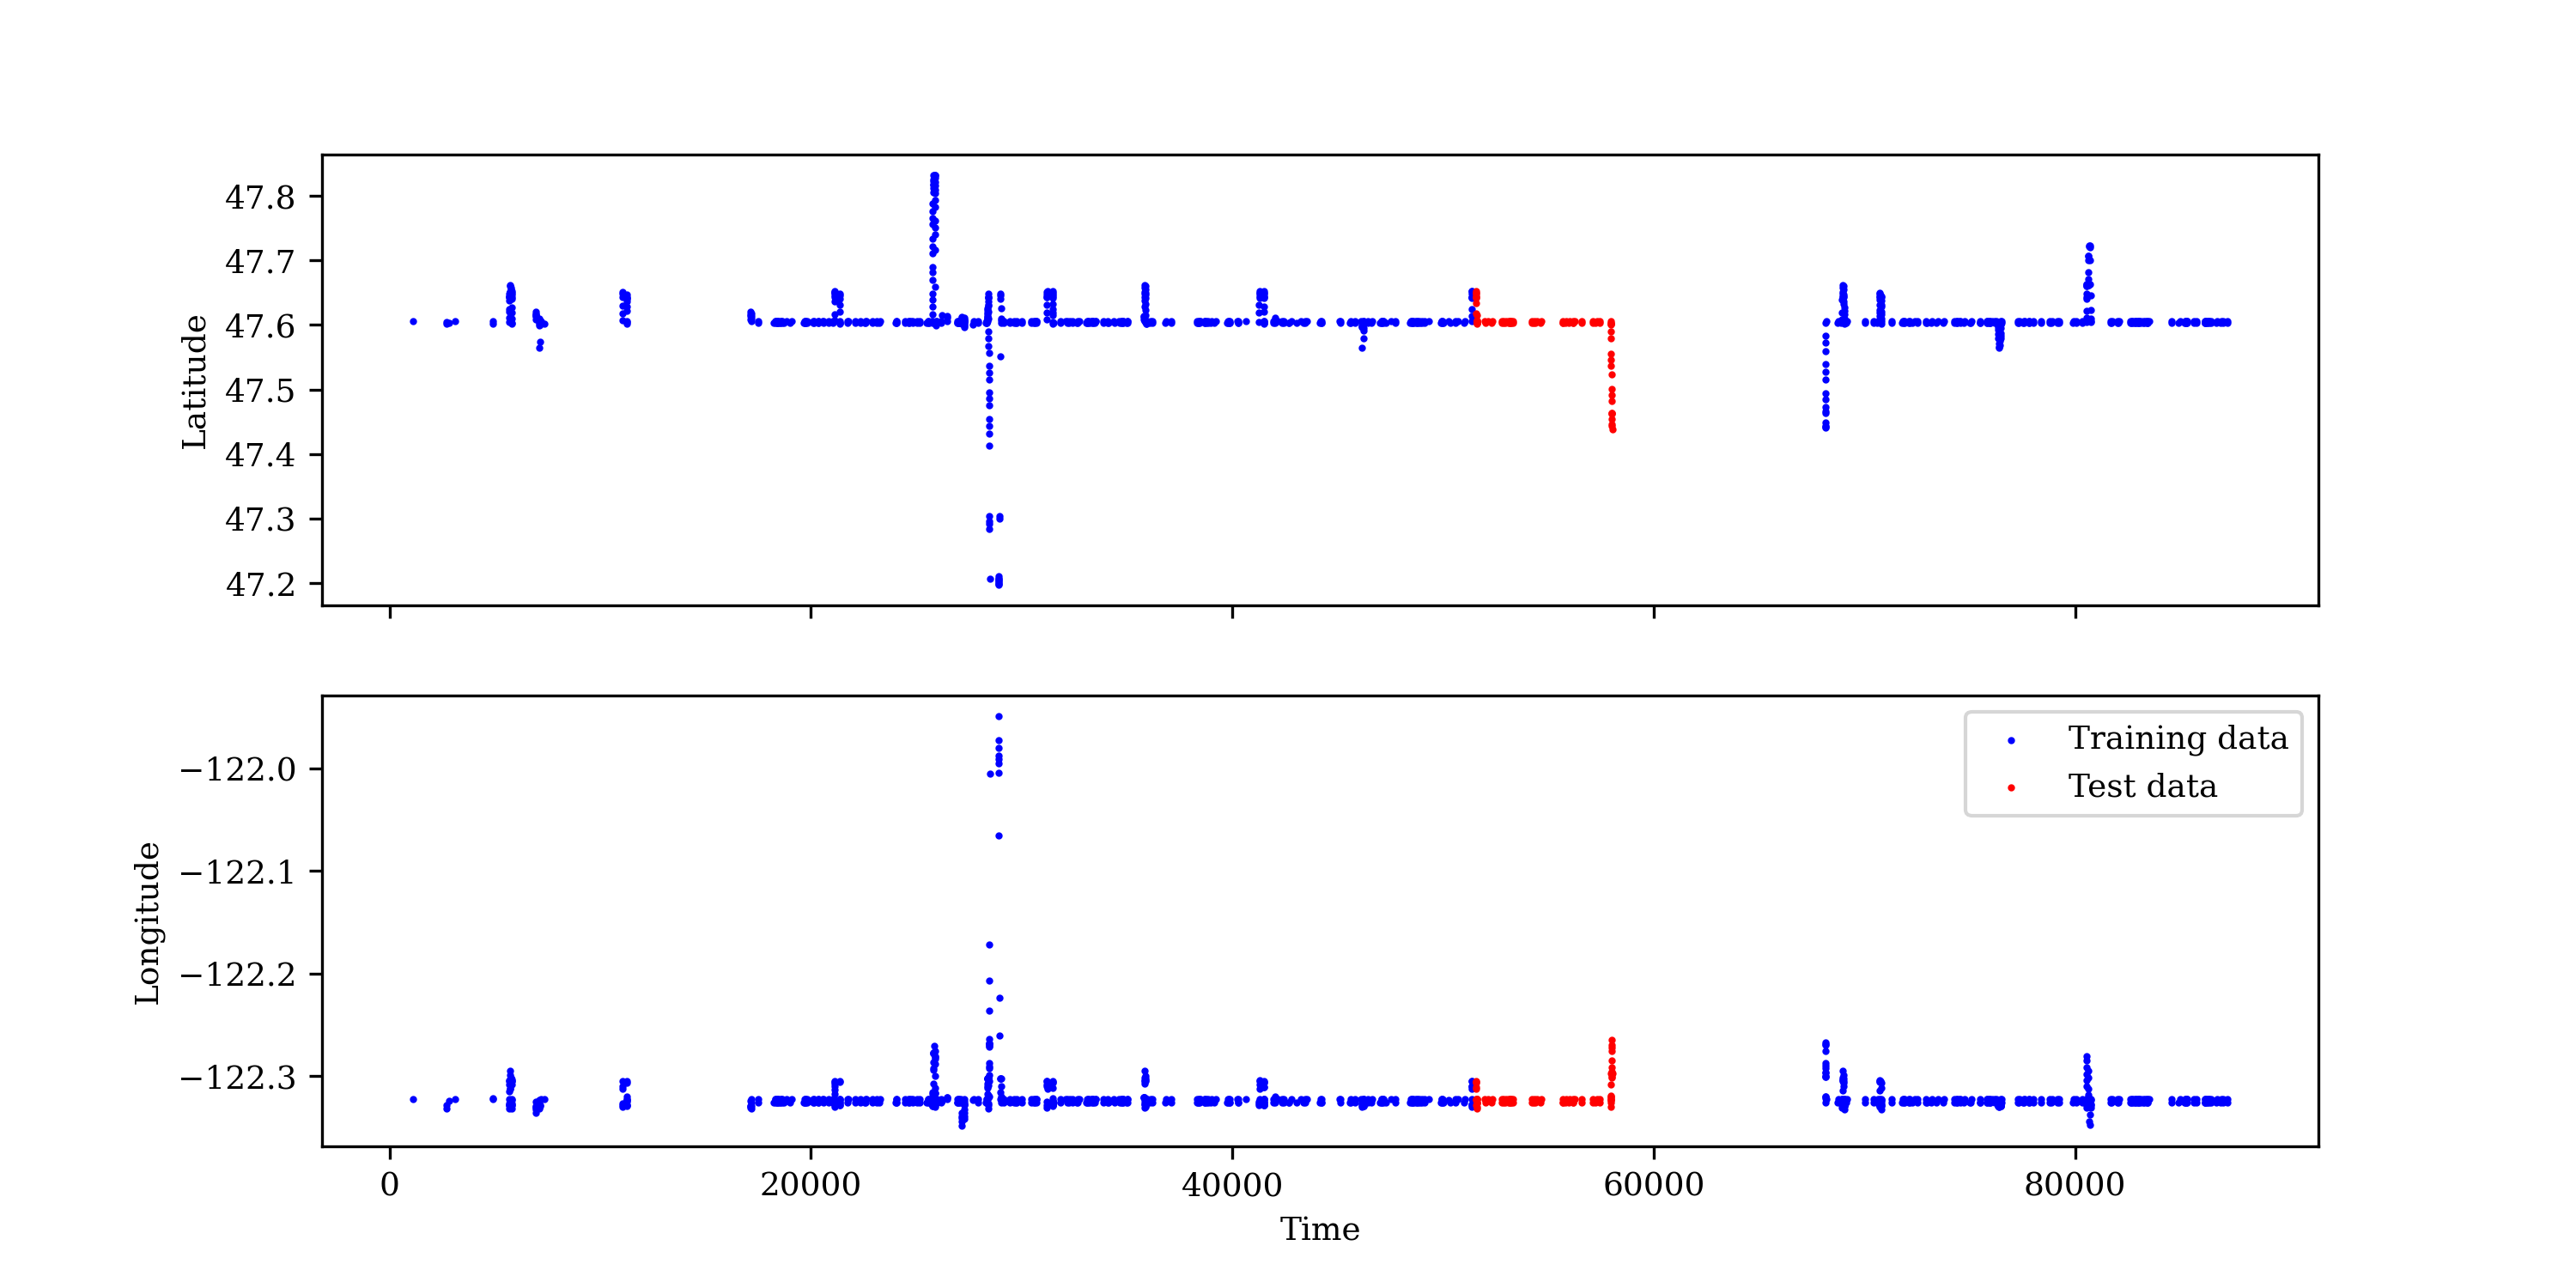 47.8
47.7
47.6
47.5
47.4
47.3
47.2
Latitude
−122.0
−122.1
−122.2
−122.3
Longitude
Training data
Test data
0 20000 40000 60000 80000
Time